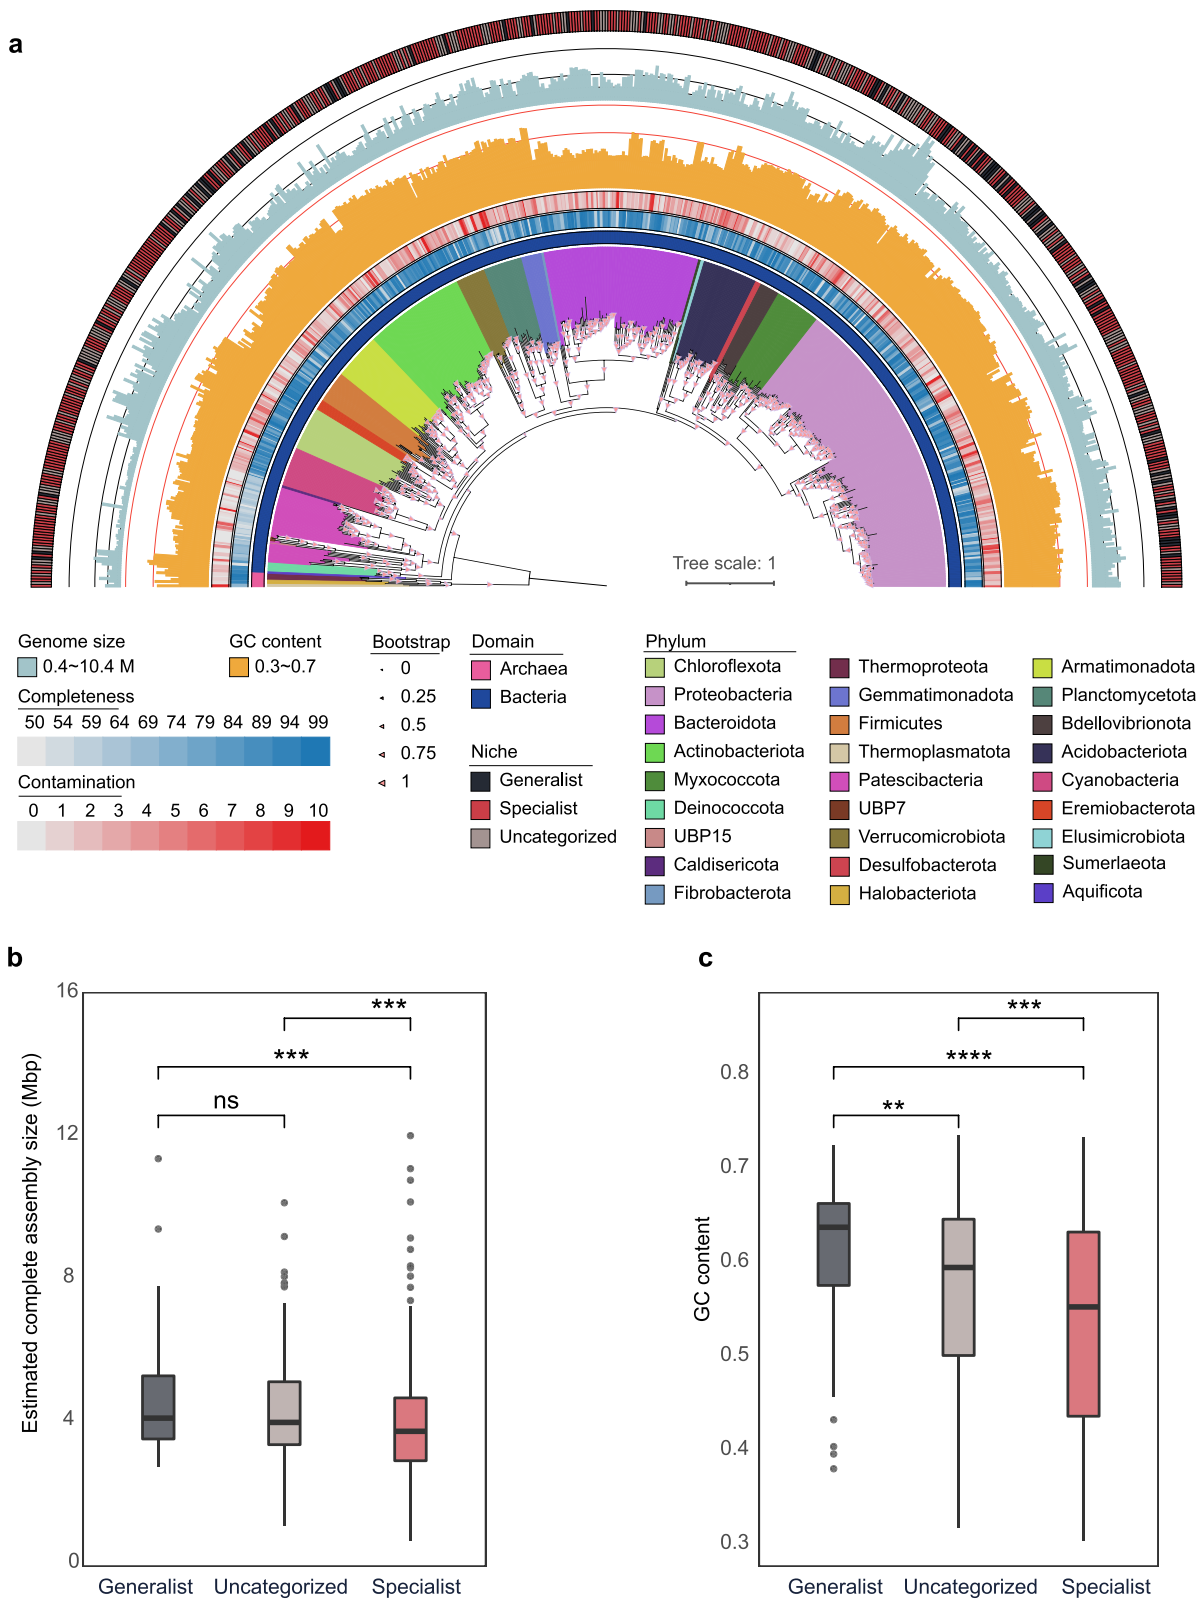 a
Tree scale: 1
Genome size
0.4~10.4 M
GC content
0.3~0.7
Completeness
50 54 59 64 69 74 79 84 89 94 99
Contamination
0 1 2 3 4 5 6 7 8 9 10
Bootstrap
0
0.25
0.5
0.75
1
Domain
Archaea
Bacteria
Niche
Generalist
Specialist
Uncategorized
Phylum
Chloroflexota
Proteobacteria
Bacteroidota
Actinobacteriota
Myxococcota
Deinococcota
UBP15
Caldisericota
Fibrobacterota
Thermoproteota
Gemmatimonadota
Firmicutes
Thermoplasmatota
Patescibacteria
UBP7
Verrucomicrobiota
Desulfobacterota
Halobacteriota
Armatimonadota
Planctomycetota
Bdellovibrionota
Acidobacteriota
Cyanobacteria
Eremiobacterota
Elusimicrobiota
Sumerlaeota
Aquificota
b
Estimated complete assembly size (Mbp)
16
12
8
4
0
***
***
ns
Generalist Uncategorized Specialist
c
GC content
0.8
0.7
0.6
0.5
0.4
0.3
***
****
**
Generalist Uncategorized Specialist